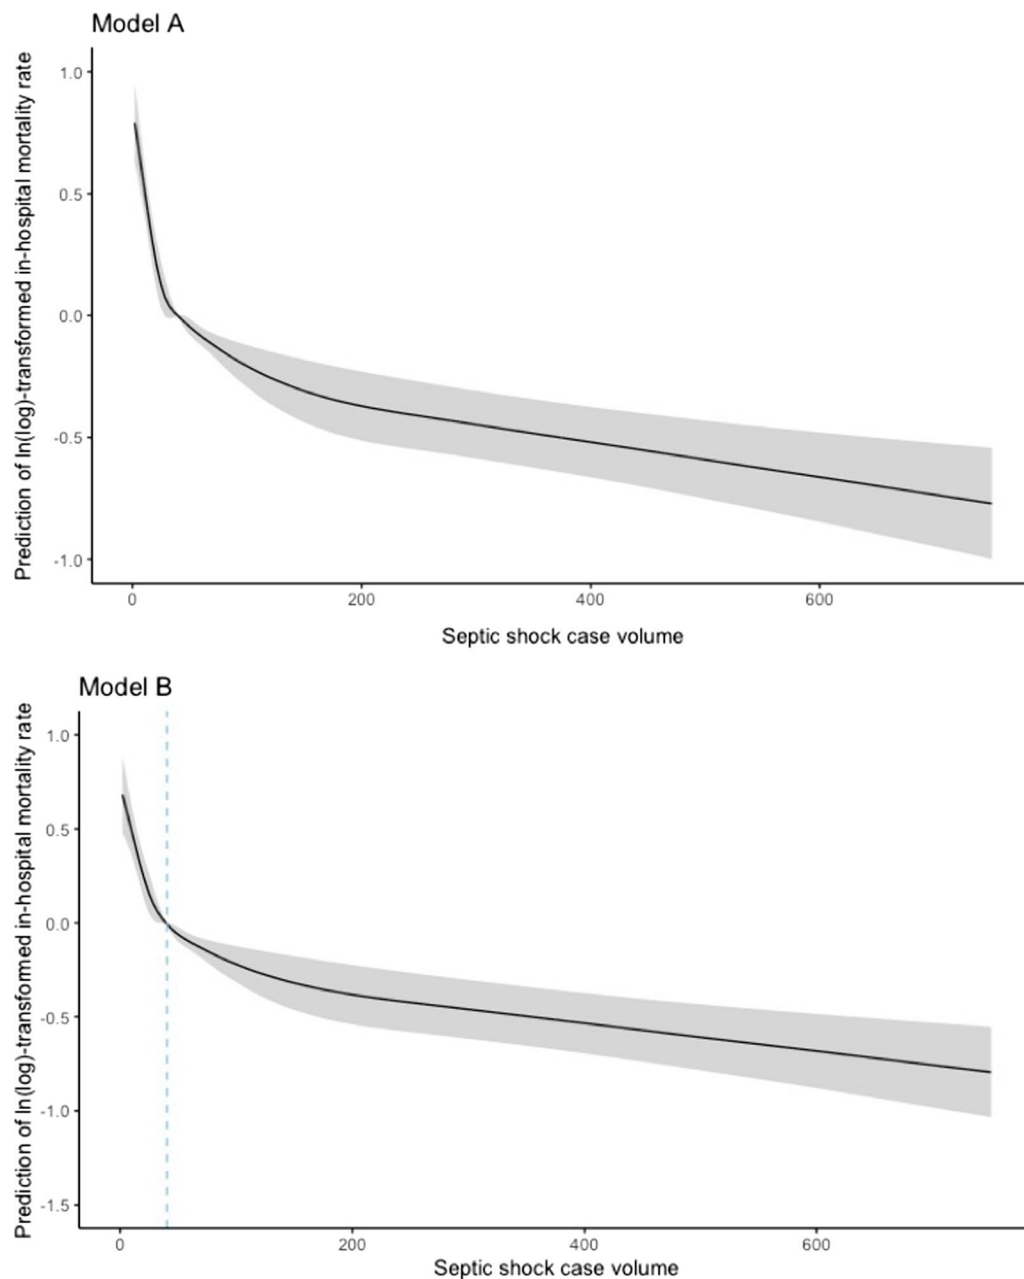 Model A
Prediction of ln(log)-transformed in-hospital mortality rate
1.0
0.5
0.0
-0.5
-1.0
0 200 400 600
Septic shock case volume
Model B
Prediction of ln(log)-transformed in-hospital mortality rate
1.0
0.5
0.0
-0.5
-1.0
-1.5
0 200 400 600
Septic shock case volume